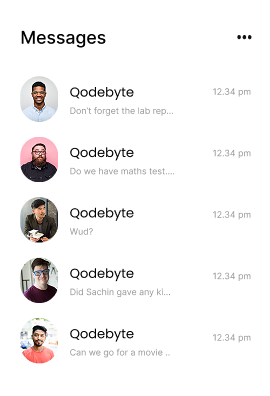 Messages
Qodebyte 12.34 pm
Don't forget the lab rep...
Qodebyte 12.34 pm
Do we have maths test....
Qodebyte 12.34 pm
Wud?
Qodebyte 12.34 pm
Did Sachin gave any ki...
Qodebyte 12.34 pm
Can we go for a movie ..